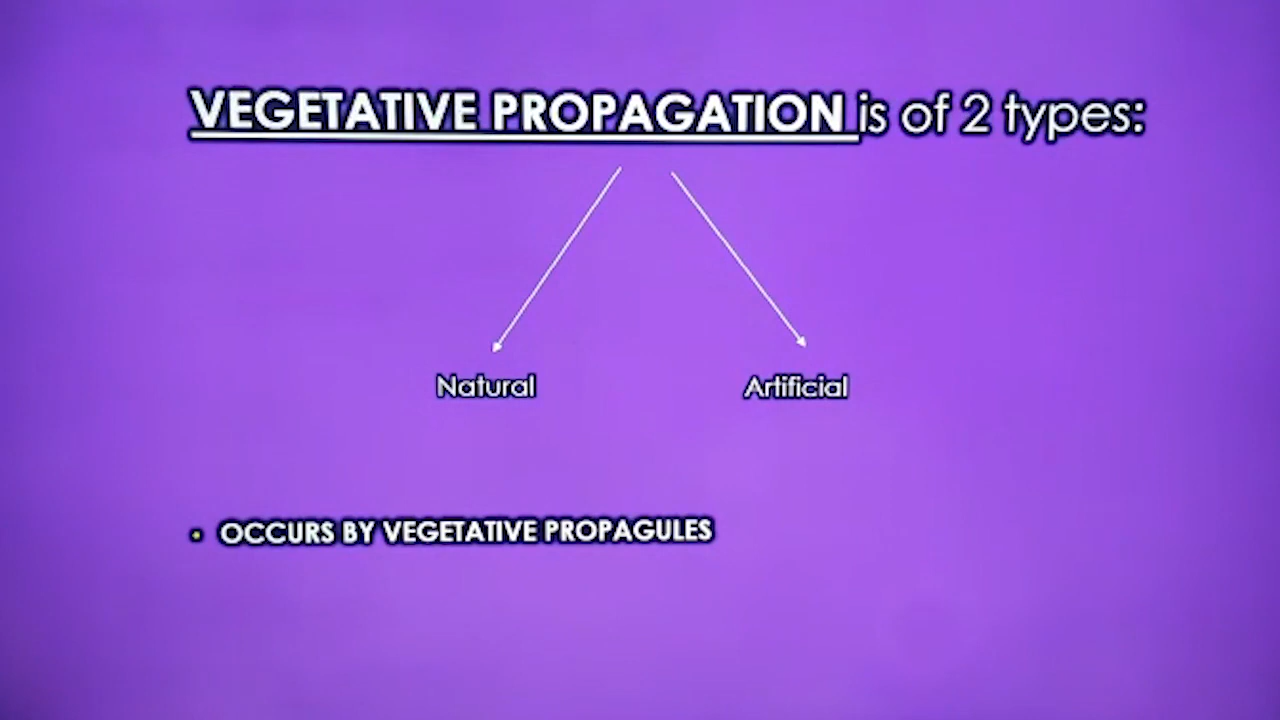 VEGETATIVE PROPAGATION is of 2 types:
Natural Artificial
• OCCURS BY VEGETATIVE PROPAGULES